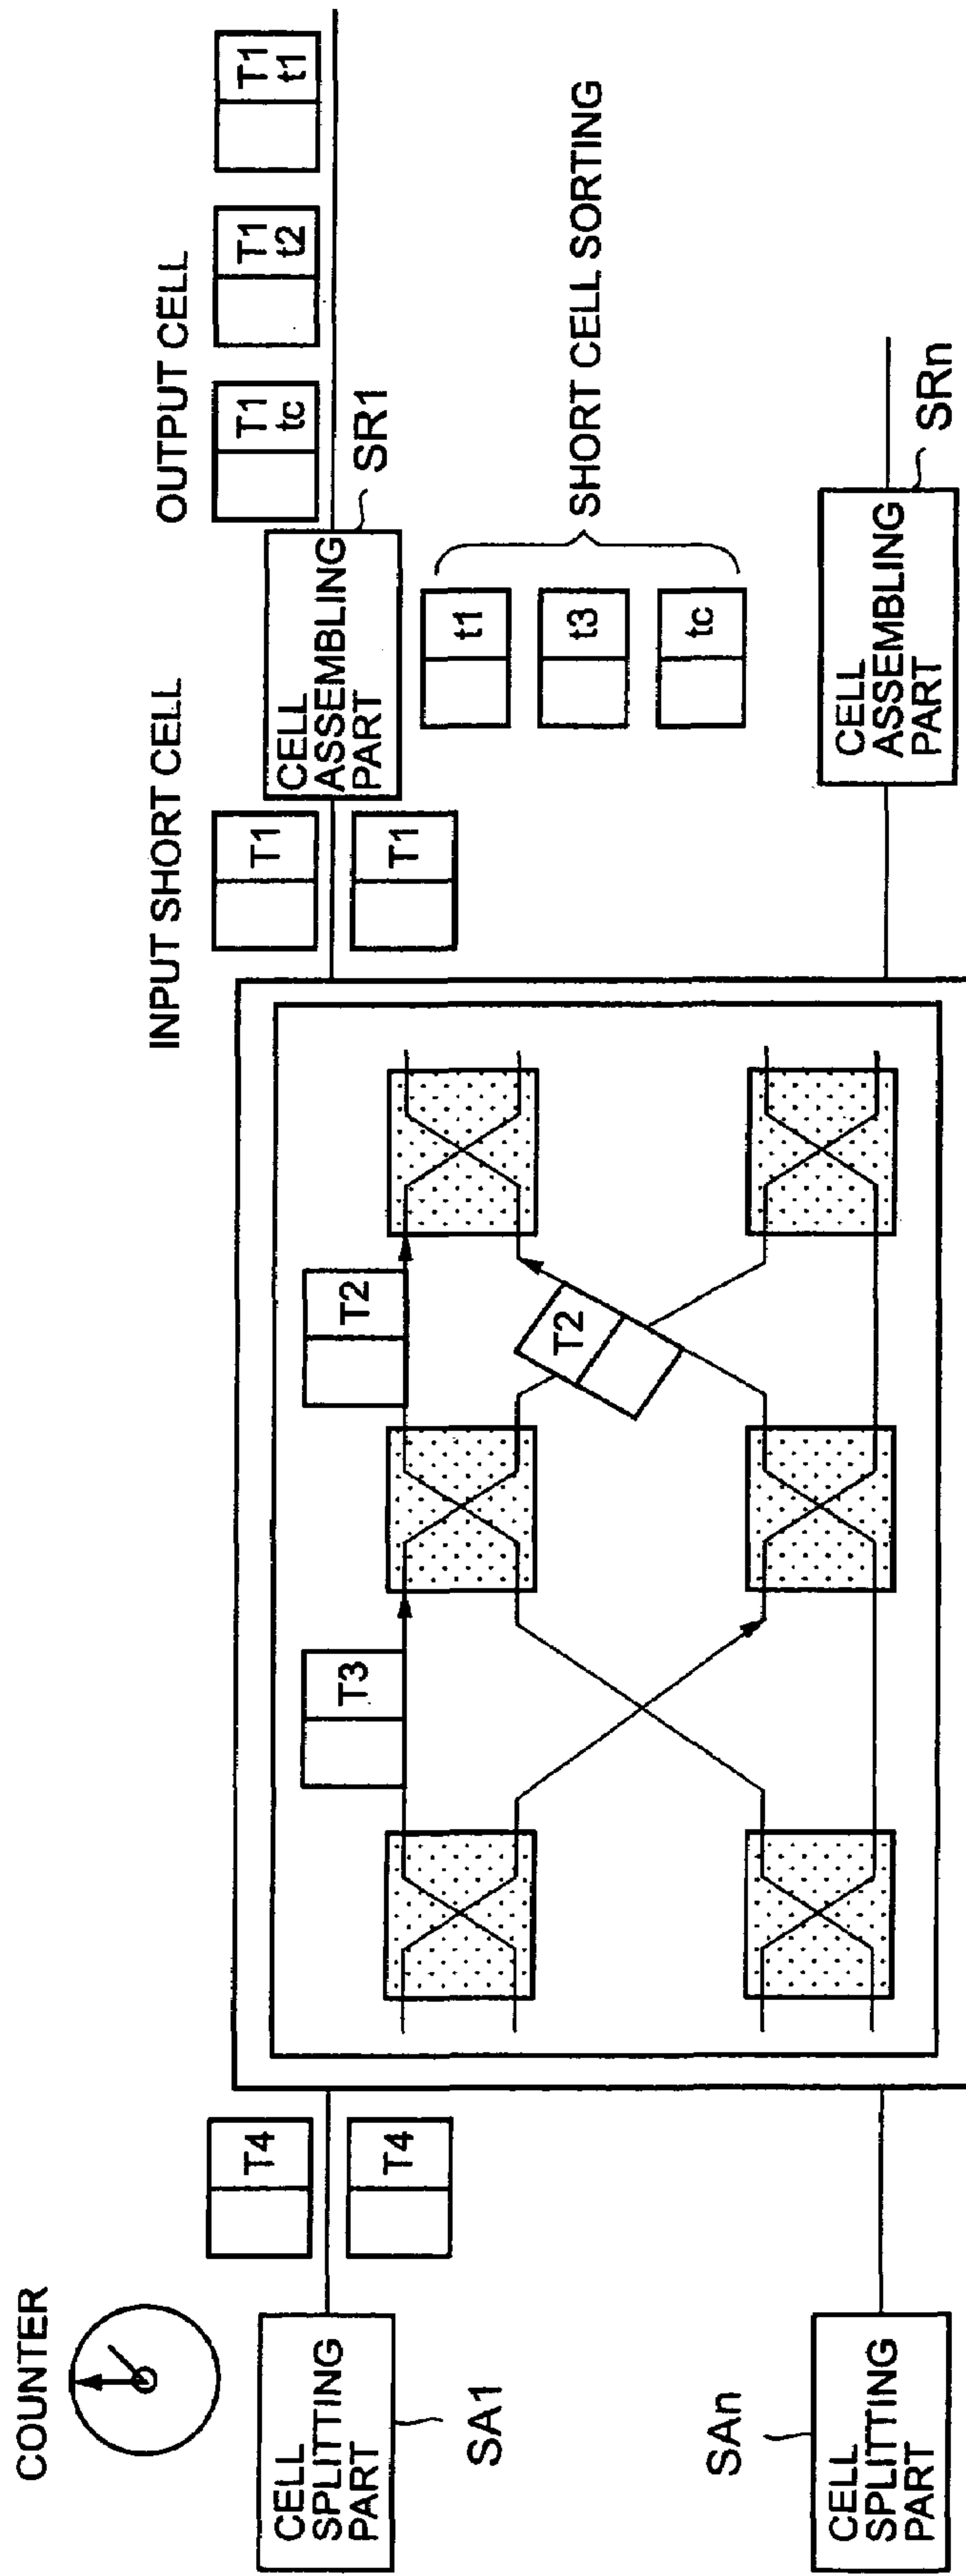 COUNTER
CELL
SPLITTING
PART
SA1
SAn
CELL
SPLITTING
PART
T4
T4
T3
T2
T2
INPUT SHORT CELL
T1
T1
CELL
ASSEMBLING
PART
SR1
OUTPUT CELL
T1
tc
T1
t2
T1
t1
t1
t3
tc
SHORT CELL SORTING
CELL
ASSEMBLING
PART
SRn